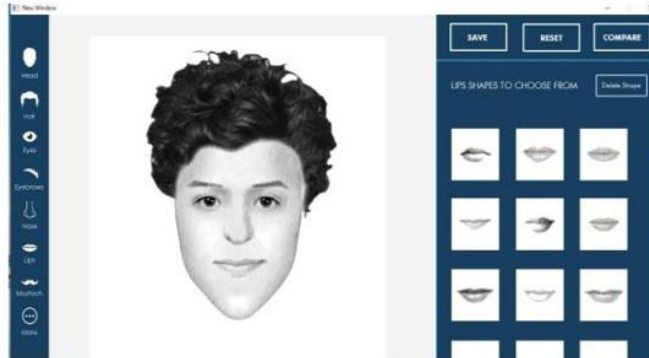 New Window
Head
Hair
Eyes
Eyebrows
Nose
Lips
Mustach
More
SAVE
RESET
COMPARE
LIPS SHAPES TO CHOOSE FROM
Delete Shape